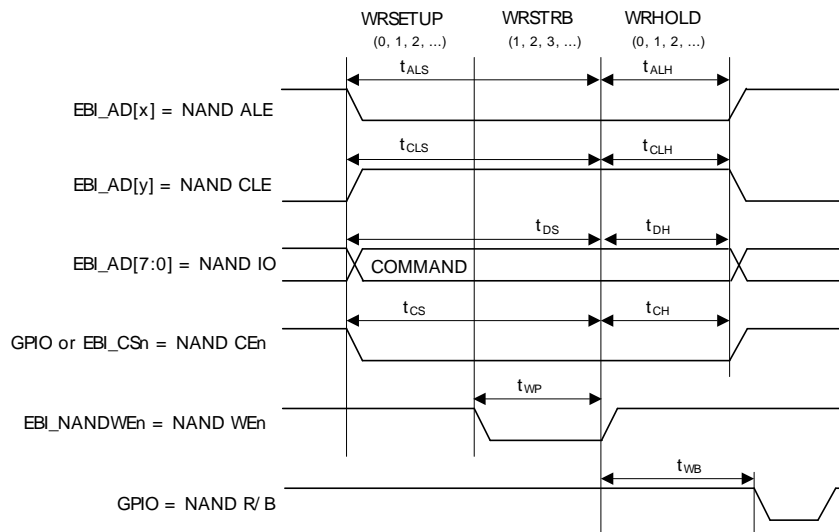 WRSETUP WRSTRB WRHOLD
(0, 1, 2, ...) (1, 2, 3, ...) (0, 1, 2, ...)
tALS tALH
EBI_AD[x] = NAND ALE
tCLS tCLH
EBI_AD[y] = NAND CLE
tDS tDH
EBI_AD[7:0] = NAND IO COMMAND
tCS tCH
GPIO or EBI_CSn = NAND CEn
tWP
EBI_NANDWEn = NAND WEn
tWB
GPIO = NAND R/B